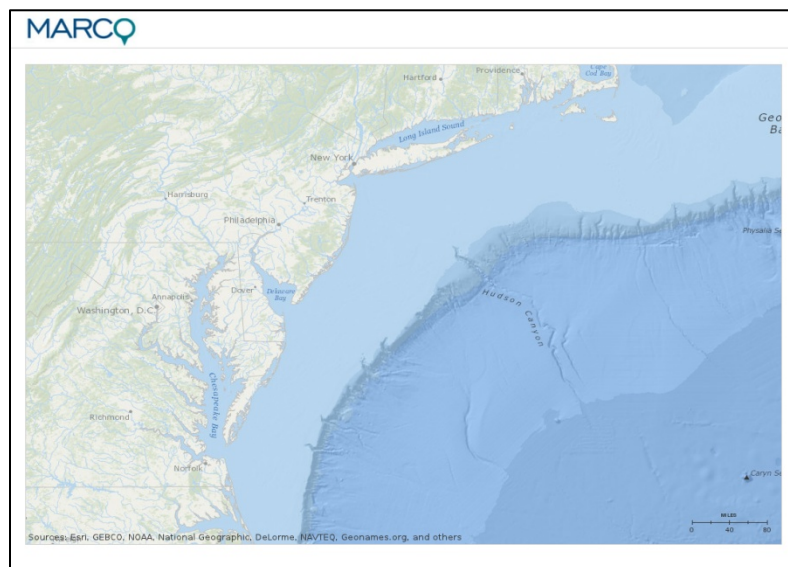 MARCO
Cape
Cod Bay
Providence
Hartford
Long Island Sound
New York
Harrisburg
Trenton
Philadelphia
Physalia
Dover
Delaware
Bay
Annapolis
Washington, D.C.
Hudson Canyon
Chesapeake
Bay
Richmond
Norfolk
Caryn
MILES
0 40 80
Sources: Esri, GEBCO, NOAA, National Geographic, DeLorme, NAVTEQ, Geonames.org, and others